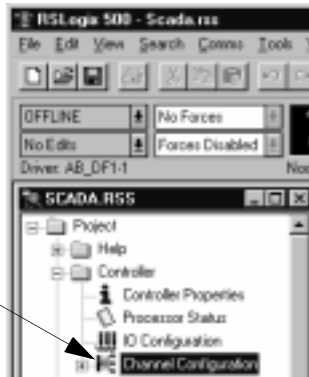 RSLogix 500 - Scada.rss
File Edit View Search Comms Tools
OFFLINE No Forces
No Edits Forces Disabled
Driver: AB_DF1-1
SCADA.RSS
Project
Help
Controller
Controller Properties
Processor Status
IO Configuration
Channel Configuration